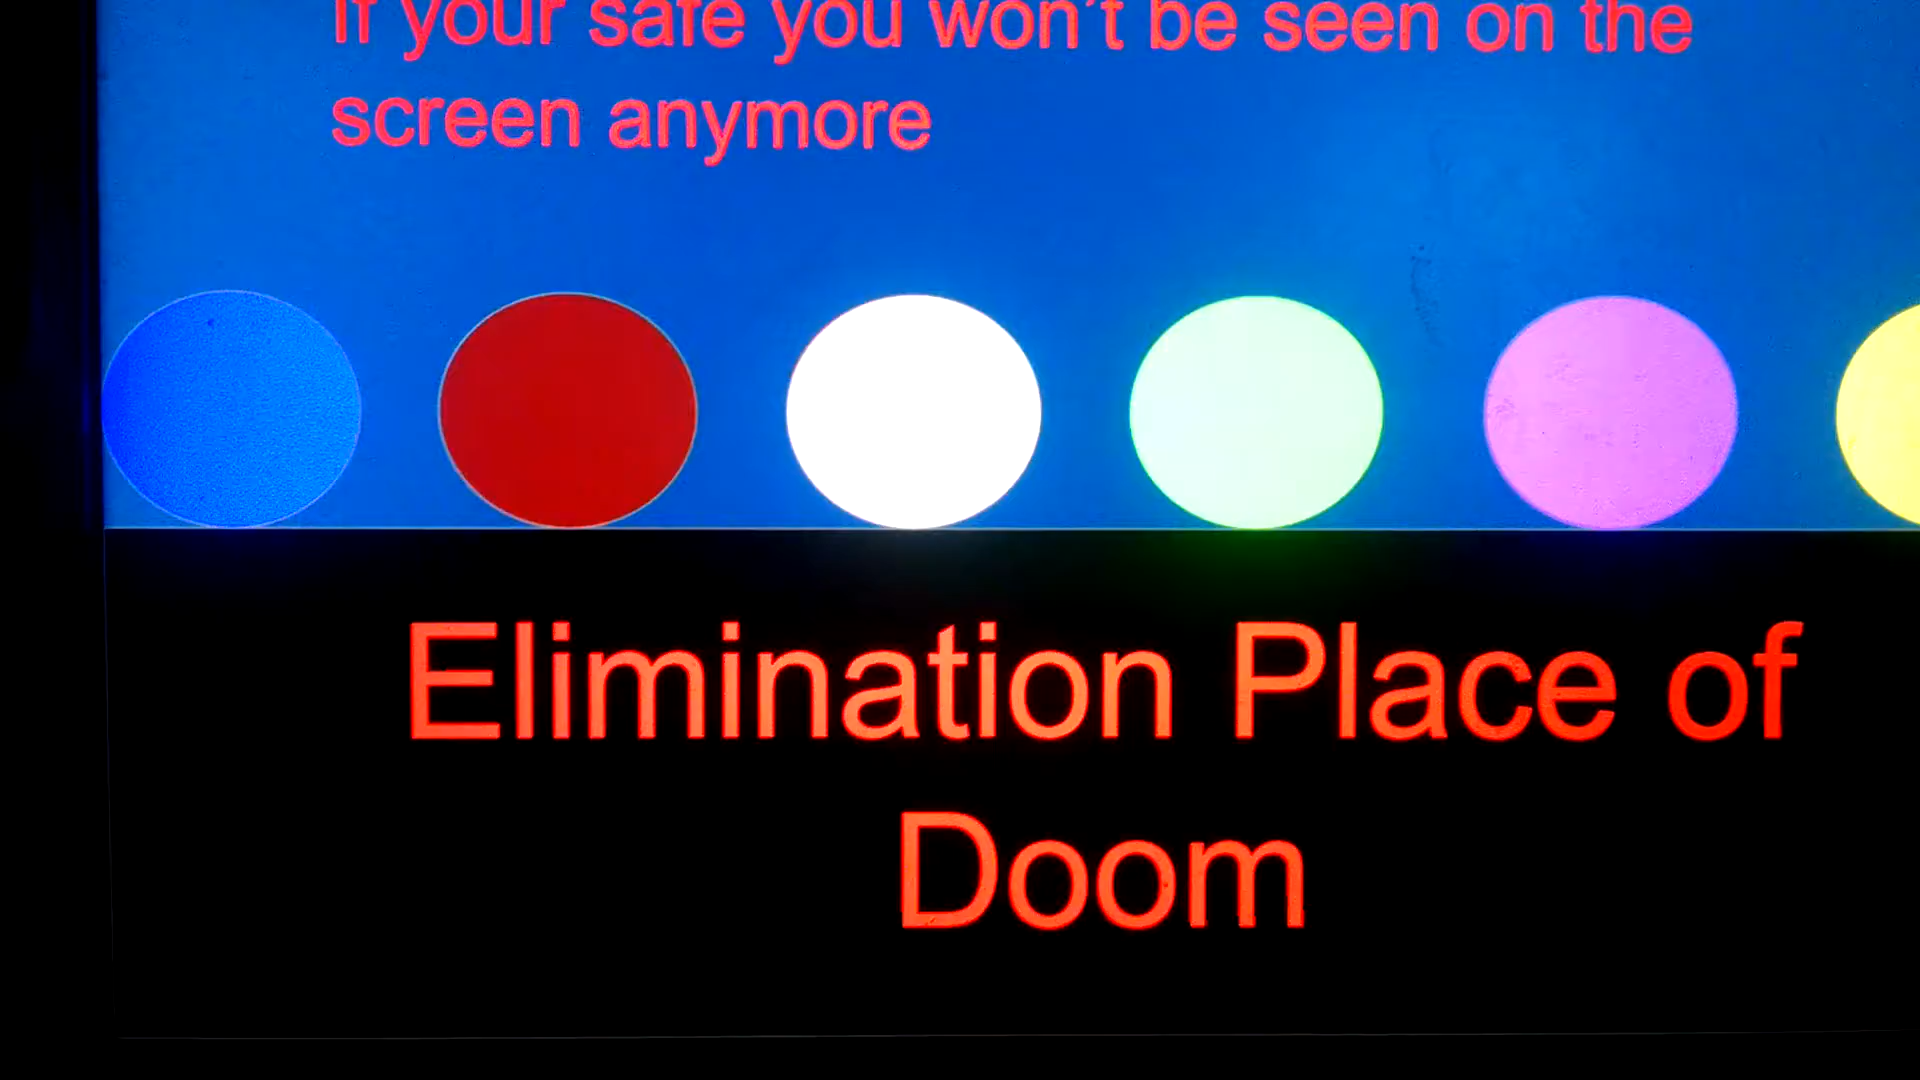 If your safe you won't be seen on the
screen anymore
Elimination Place of
Doom